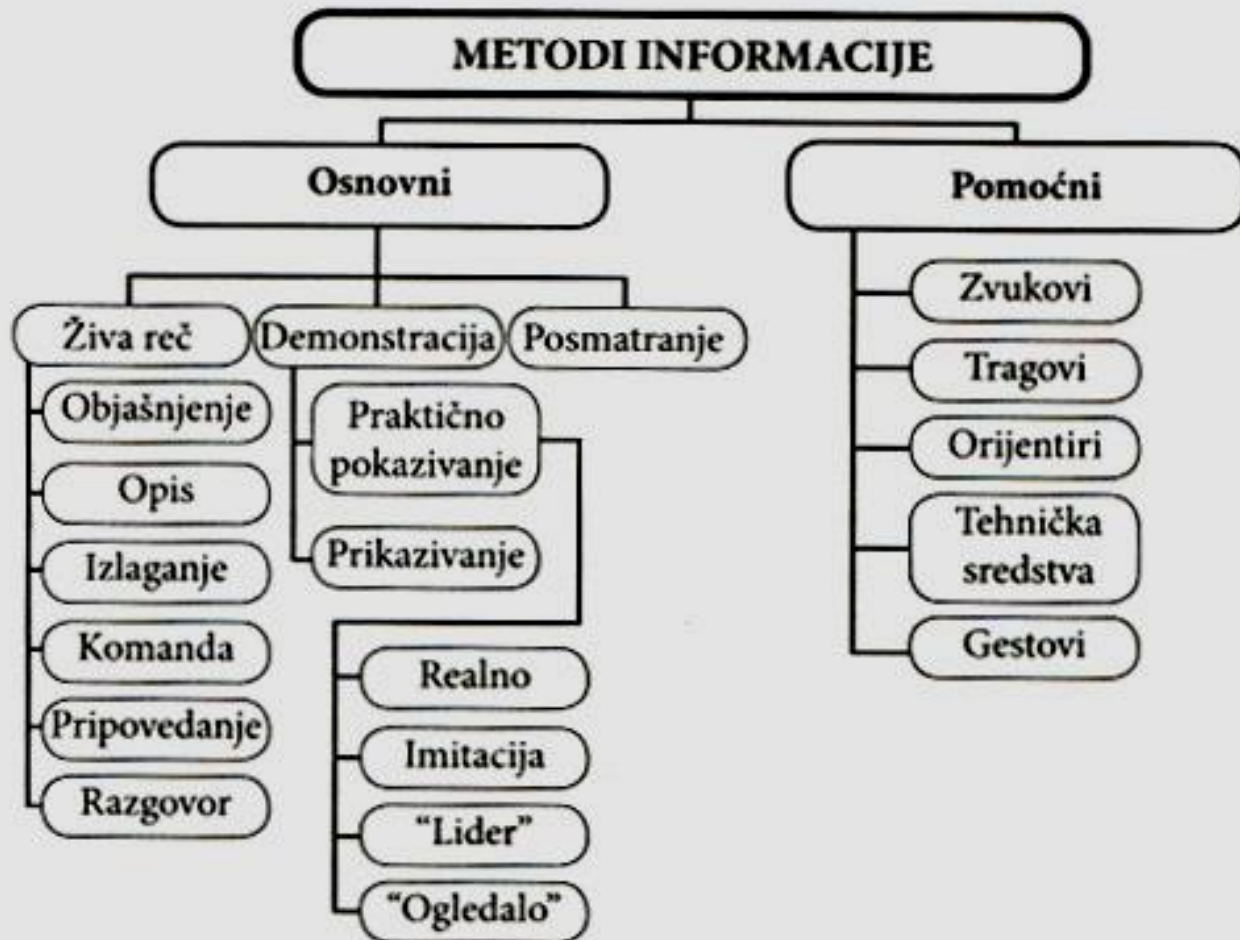 METODI INFORMACIJE
Osnovni
Pomoćni
Živa reč
Demonstracija
Posmatranje
Objašnjenje
Opis
Izlaganje
Komanda
Pripovedanje
Razgovor
Praktično
pokazivanje
Prikazivanje
Realno
Imitacija
“Lider”
“Ogledalo”
Zvukovi
Tragovi
Orijentiri
Tehnička
sredstva
Gestovi